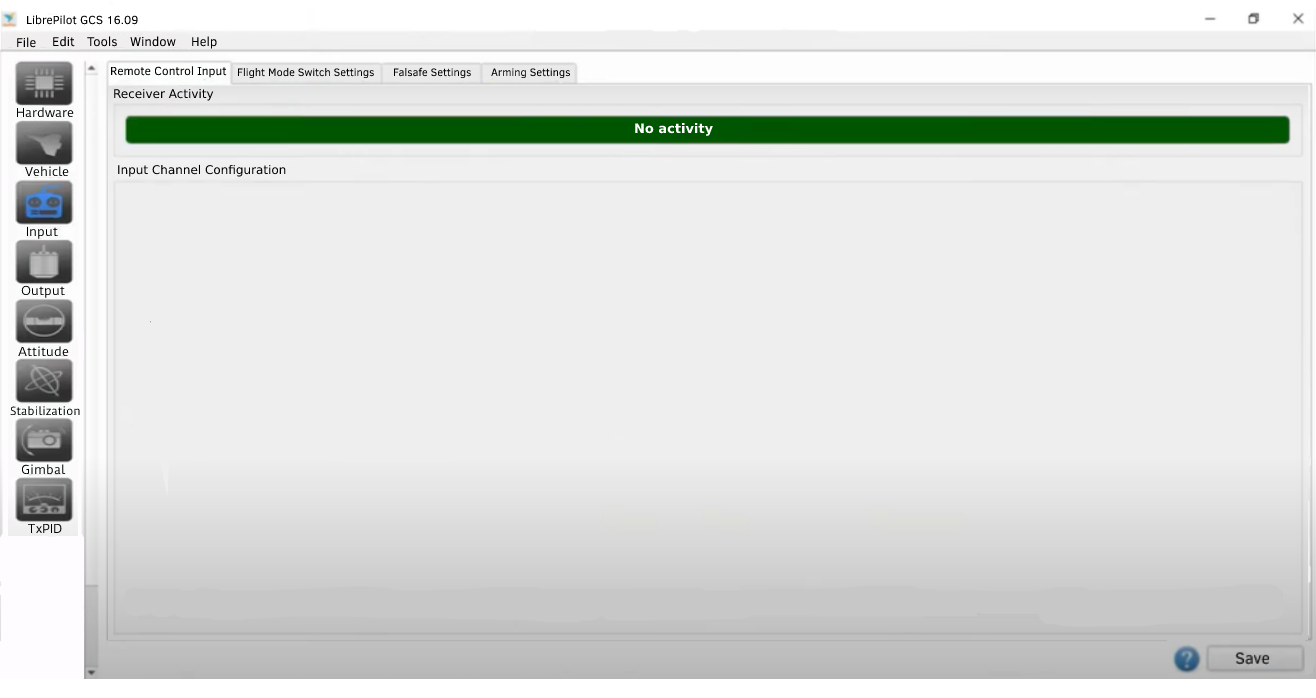 LibrePilot GCS 16.09
File Edit Tools Window Help
Remote Control Input Flight Mode Switch Settings Falsafe Settings Arming Settings
Receiver Activity
No activity
Input Channel Configuration
Hardware
Vehicle
Input
Output
Attitude
Stabilization
Gimbal
TxPID
? Save